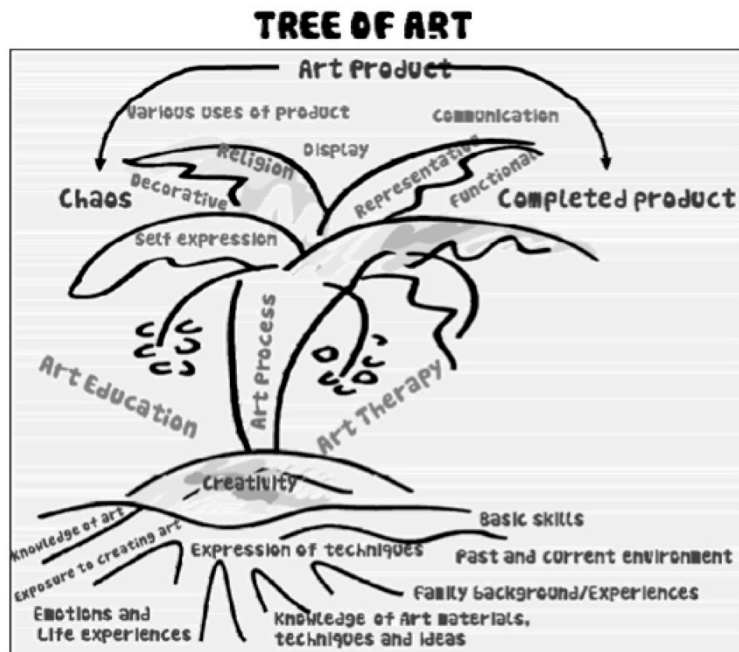 TREE OF ART
Art Product
Various uses of product
Communication
Religion
Display
Representative
Functional
Decorative
Chaos
Completed product
Self expression
Art Education
Art Process
Art Therapy
Creativity
Knowledge of art
Basic skills
Exposure to creating art
Expression of techniques
Past and current environment
Family background/Experiences
Emotions and
Life experiences
Knowledge of Art materials,
techniques and ideas